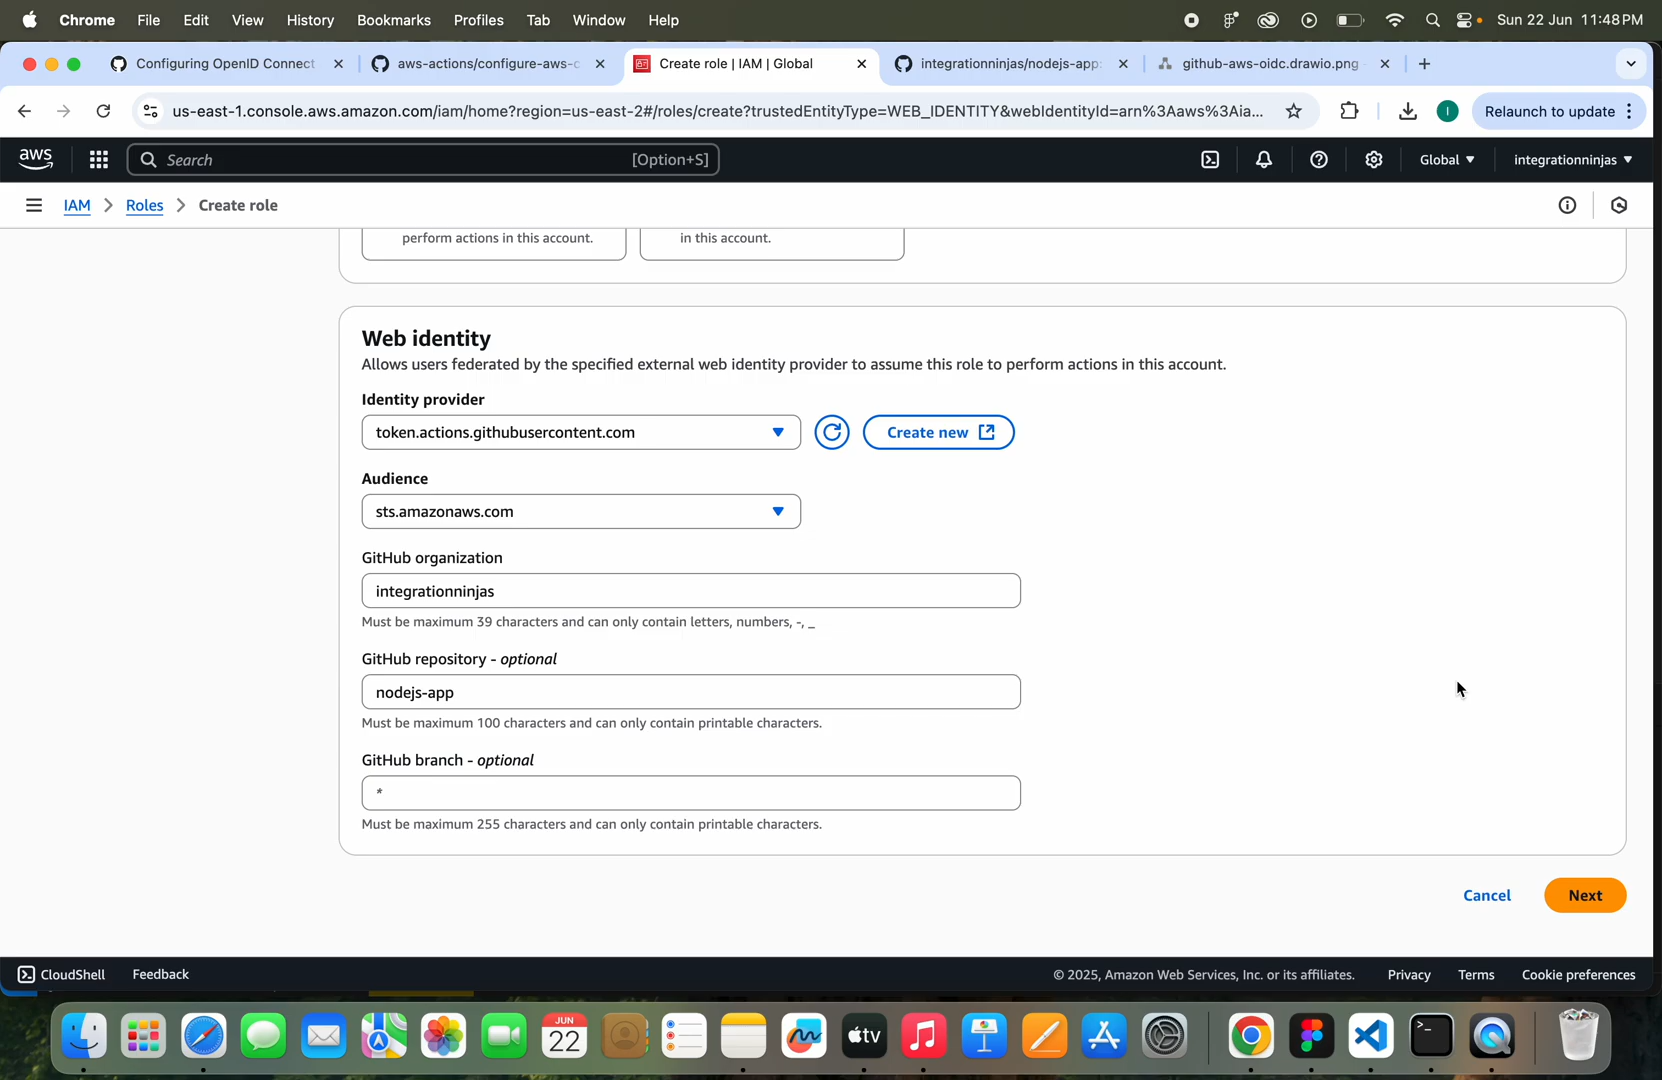 Chrome File Edit View History Bookmarks Profiles Tab Window Help Sun 22 Jun 11:48PM
Configuring OpenID Connect aws-actions/configure-aws-c Create role | IAM | Global integrationninjas/nodejs-app: github-aws-oidc.drawio.png
us-east-1.console.aws.amazon.com/iam/home?region=us-east-2#/roles/create?trustedEntityType=WEB_IDENTITY&webIdentityId=arn%3Aaws%3Aia... I Relaunch to update
aws Search [Option+S] Global integrationninjas
IAM > Roles > Create role
perform actions in this account. in this account.
Web identity
Allows users federated by the specified external web identity provider to assume this role to perform actions in this account.
Identity provider
token.actions.githubusercontent.com Create new
Audience
sts.amazonaws.com
GitHub organization
integrationninjas
Must be maximum 39 characters and can only contain letters, numbers, -, _
GitHub repository - optional
nodejs-app
Must be maximum 100 characters and can only contain printable characters.
GitHub branch - optional
*
Must be maximum 255 characters and can only contain printable characters.
Cancel Next
CloudShell Feedback © 2025, Amazon Web Services, Inc. or its affiliates. Privacy Terms Cookie preferences
JUN
22
tv